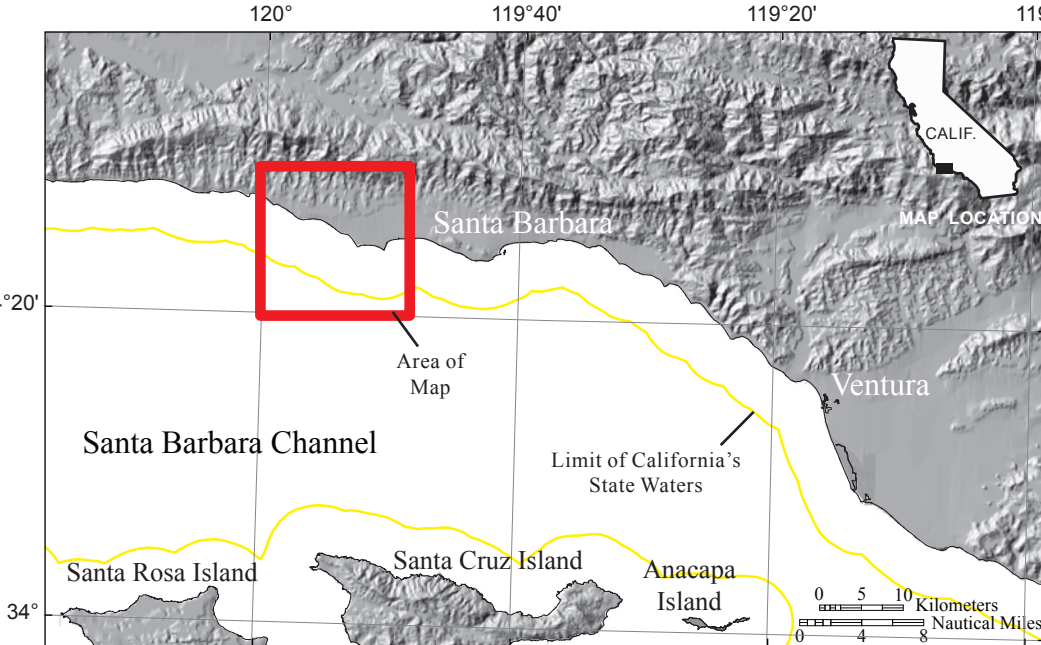 120°
119°40'
119°20'
119
CALIF.
MAP LOCATION
Santa Barbara
°20'
Area of
Map
Ventura
Santa Barbara Channel
Limit of California's
State Waters
Santa Rosa Island
Santa Cruz Island
Anacapa
Island
34°
0 5 10 Kilometers
Nautical Miles
0 4 8